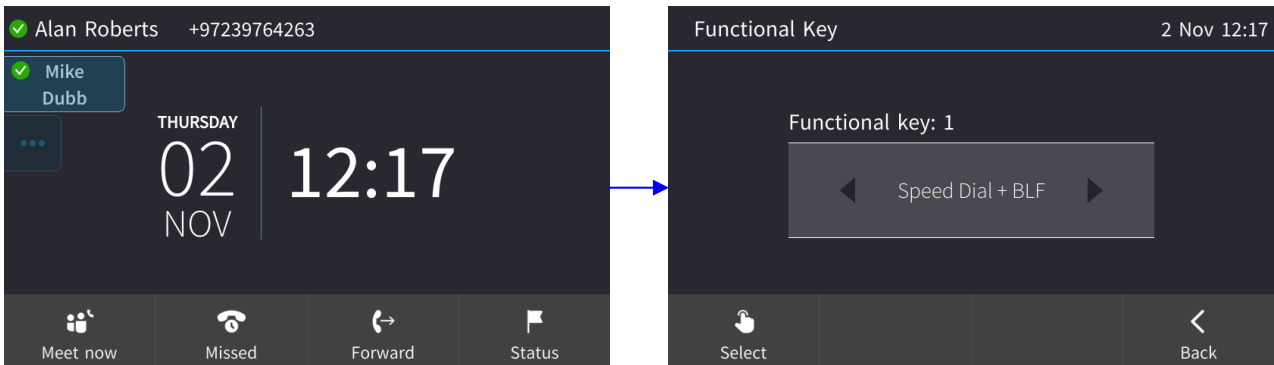 Alan Roberts +97239764263
Mike
Dubb
THURSDAY
02
NOV
12:17
Meet now Missed Forward Status
Functional Key 2 Nov 12:17
Functional key: 1
Speed Dial + BLF
Select Back